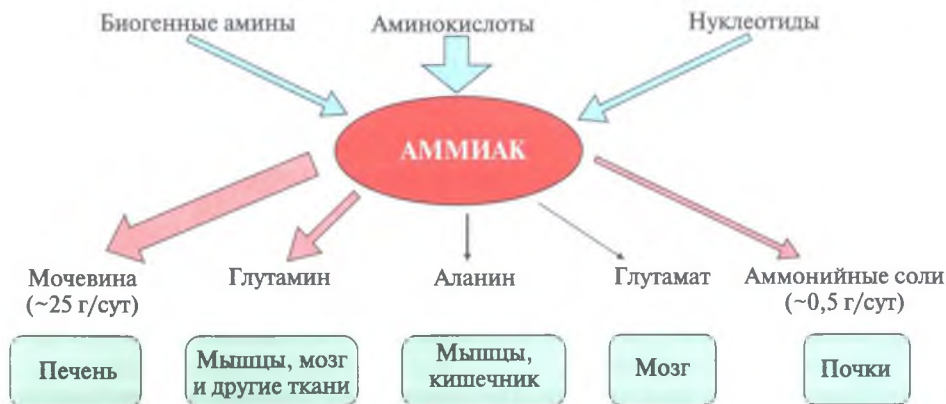 Биогенные амины
Аминокислоты
Нуклеотиды
АММИАК
Мочевина
(~25 г/сут)
Глутамин
Аланин
Глутамат
Аммонийные соли
(~0,5 г/сут)
Печень
Мышцы, мозг
и другие ткани
Мышцы,
кишечник
Мозг
Почки